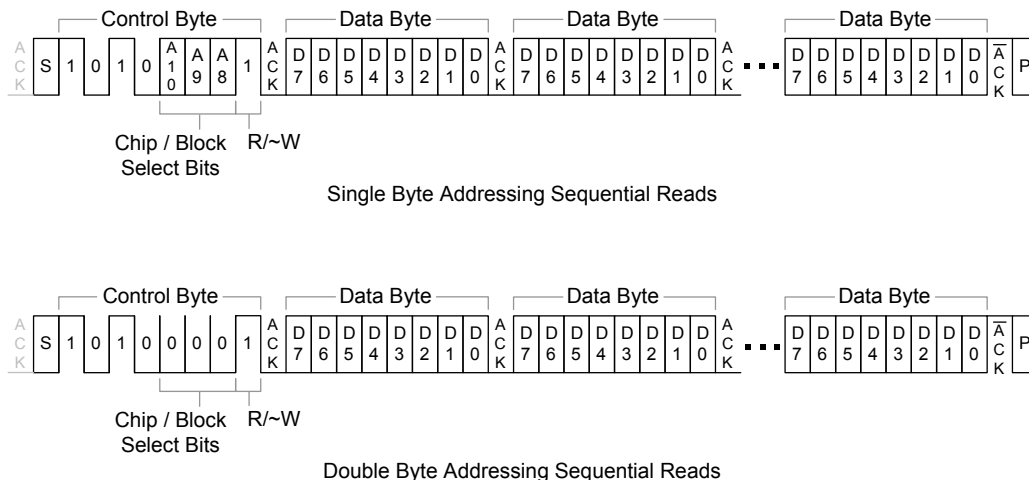 Control Byte Data Byte Data Byte Data Byte
ACK S 1 0 1 0 A10 A9 A8 1 ACK D7 D6 D5 D4 D3 D2 D1 D0 ACK D7 D6 D5 D4 D3 D2 D1 D0 ACK ▪▪▪ D7 D6 D5 D4 D3 D2 D1 D0 A̅CK P
Chip / Block R/~W
Select Bits
Single Byte Addressing Sequential Reads
Control Byte Data Byte Data Byte Data Byte
ACK S 1 0 1 0 0 0 0 1 ACK D7 D6 D5 D4 D3 D2 D1 D0 ACK D7 D6 D5 D4 D3 D2 D1 D0 ACK ▪▪▪ D7 D6 D5 D4 D3 D2 D1 D0 A̅CK P
Chip / Block R/~W
Select Bits
Double Byte Addressing Sequential Reads